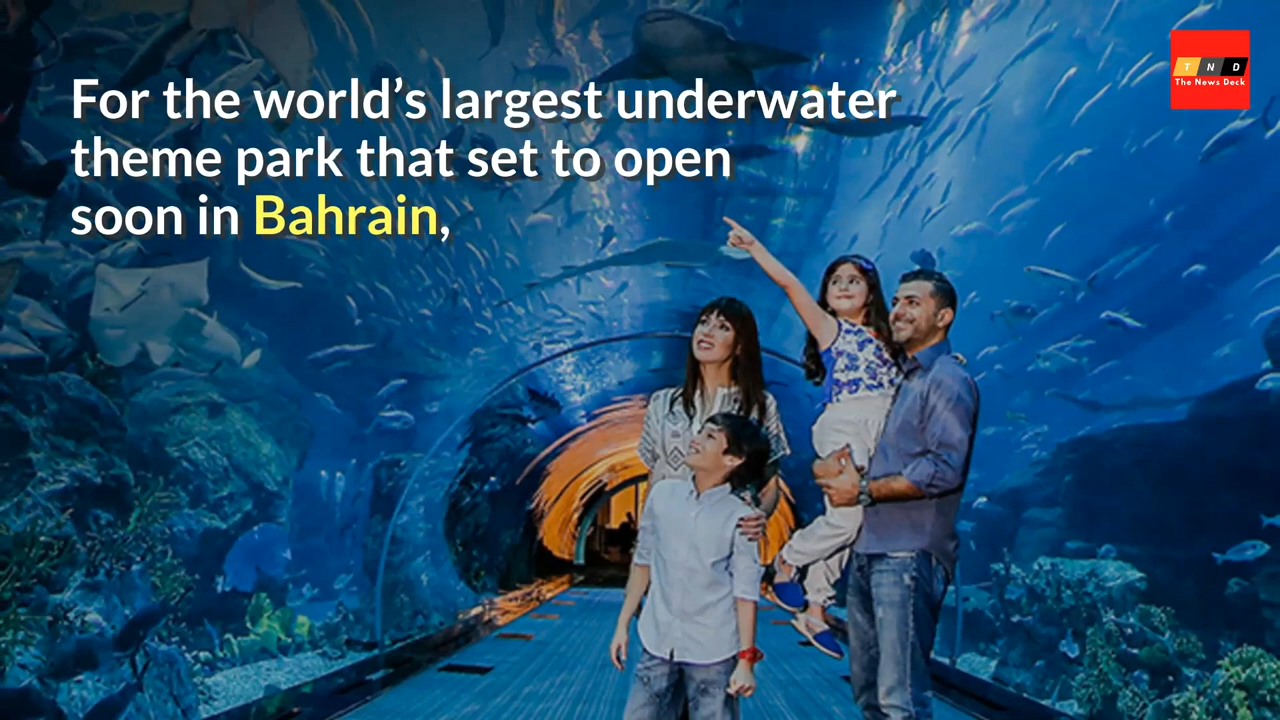 For the world’s largest underwater
theme park that set to open
soon in Bahrain,
T N D
The News Deck